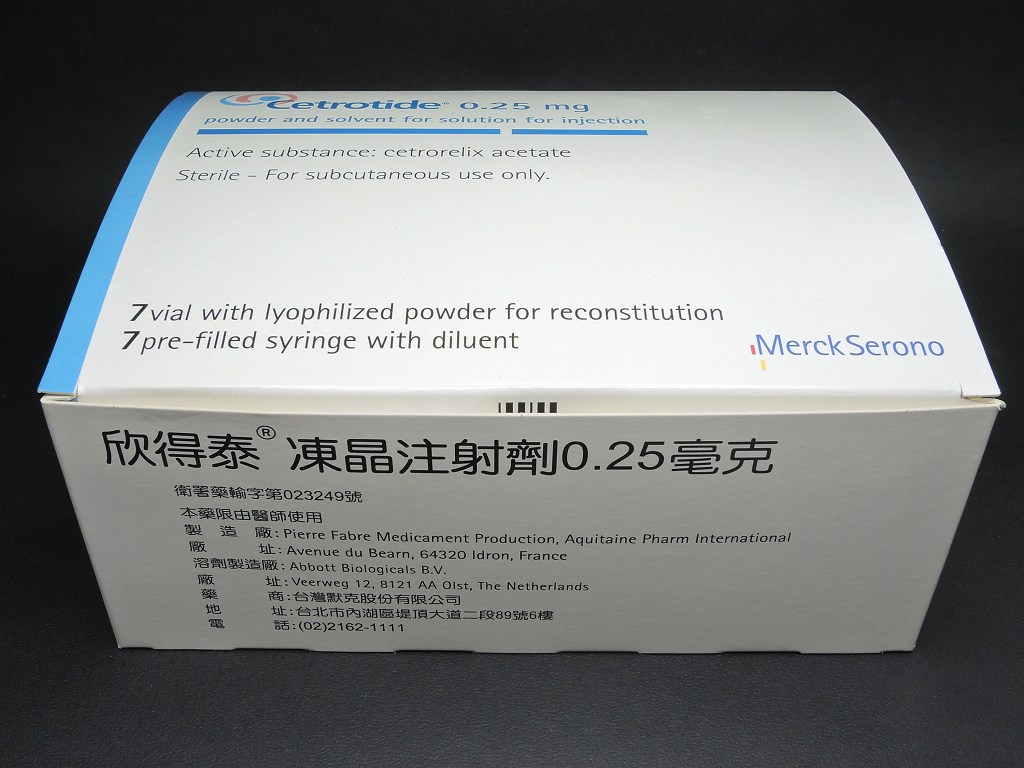 Cetrotide® 0.25 mg
powder and solvent for solution for injection
Active substance: cetrorelix acetate
Sterile - For subcutaneous use only.
7 vial with lyophilized powder for reconstitution
7 pre-filled syringe with diluent
Merck Serono
欣得泰® 凍晶注射劑0.25毫克
衛署藥輸字第023249號
本藥限由醫師使用
製造廠:Pierre Fabre Medicament Production, Aquitaine Pharm International
廠址:Avenue du Bearn, 64320 Idron, France
溶劑製造廠:Abbott Biologicals B.V.
廠址:Veerweg 12, 8121 AA Olst, The Netherlands
藥商:台灣默克股份有限公司
地址:台北市內湖區堤頂大道二段89號6樓
電話:(02)2162-1111